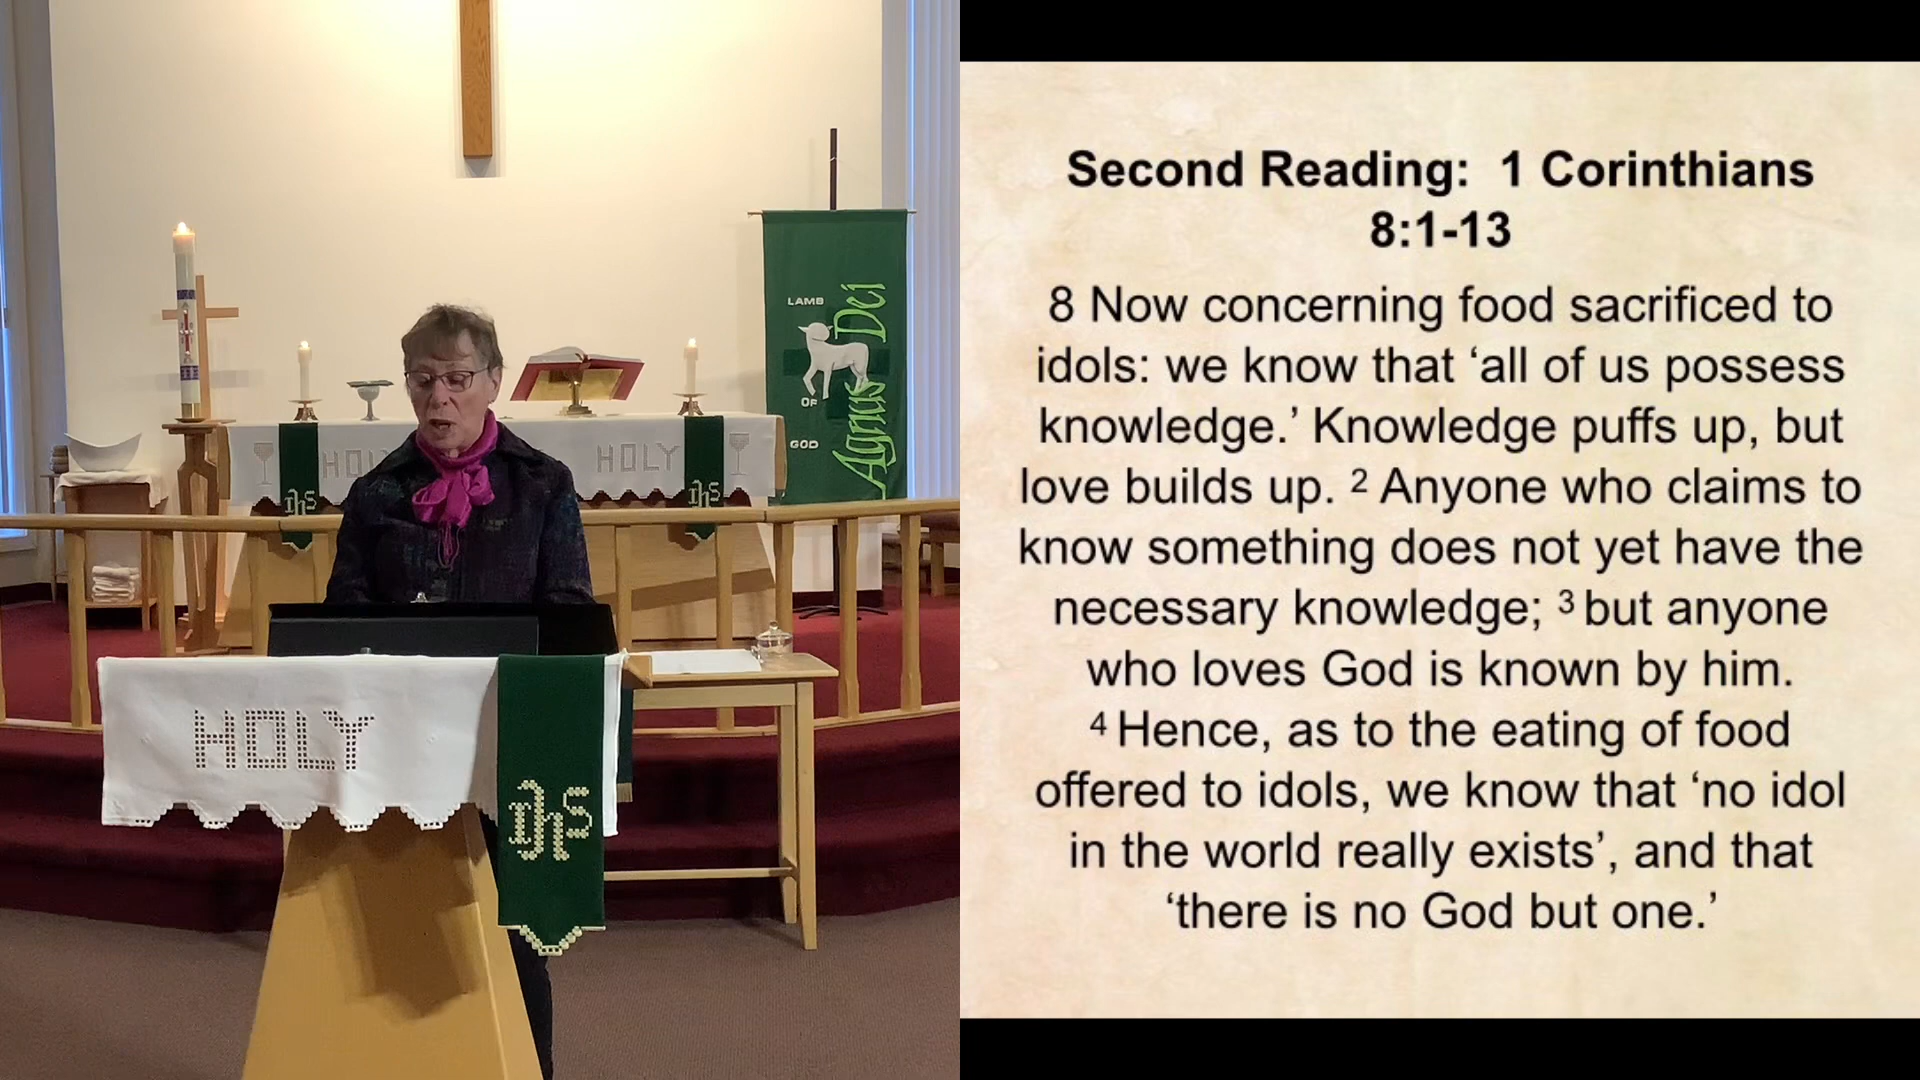 LAMB
OF
GOD
Agnus Dei
HOLY
HOLY
IHS
IHS
HOLY
IHS
Second Reading: 1 Corinthians
8:1-13
8 Now concerning food sacrificed to
idols: we know that ‘all of us possess
knowledge.’ Knowledge puffs up, but
love builds up. ² Anyone who claims to
know something does not yet have the
necessary knowledge; ³ but anyone
who loves God is known by him.
⁴ Hence, as to the eating of food
offered to idols, we know that ‘no idol
in the world really exists’, and that
‘there is no God but one.’